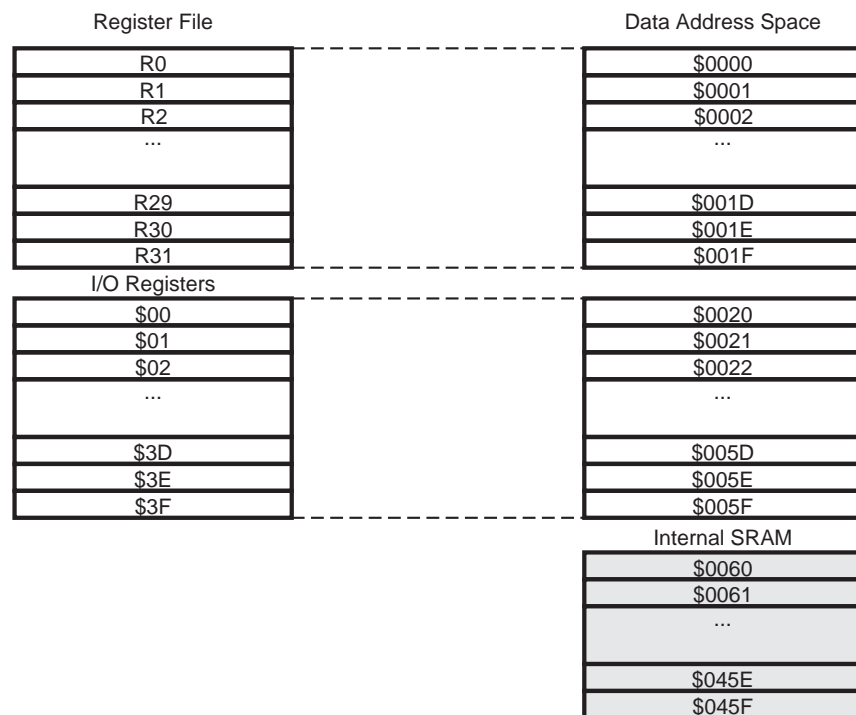 Register File
Data Address Space
R0
$0000
R1
$0001
R2
$0002
...
...
R29
$001D
R30
$001E
R31
$001F
I/O Registers
$00
$0020
$01
$0021
$02
$0022
...
...
$3D
$005D
$3E
$005E
$3F
$005F
Internal SRAM
$0060
$0061
...
$045E
$045F